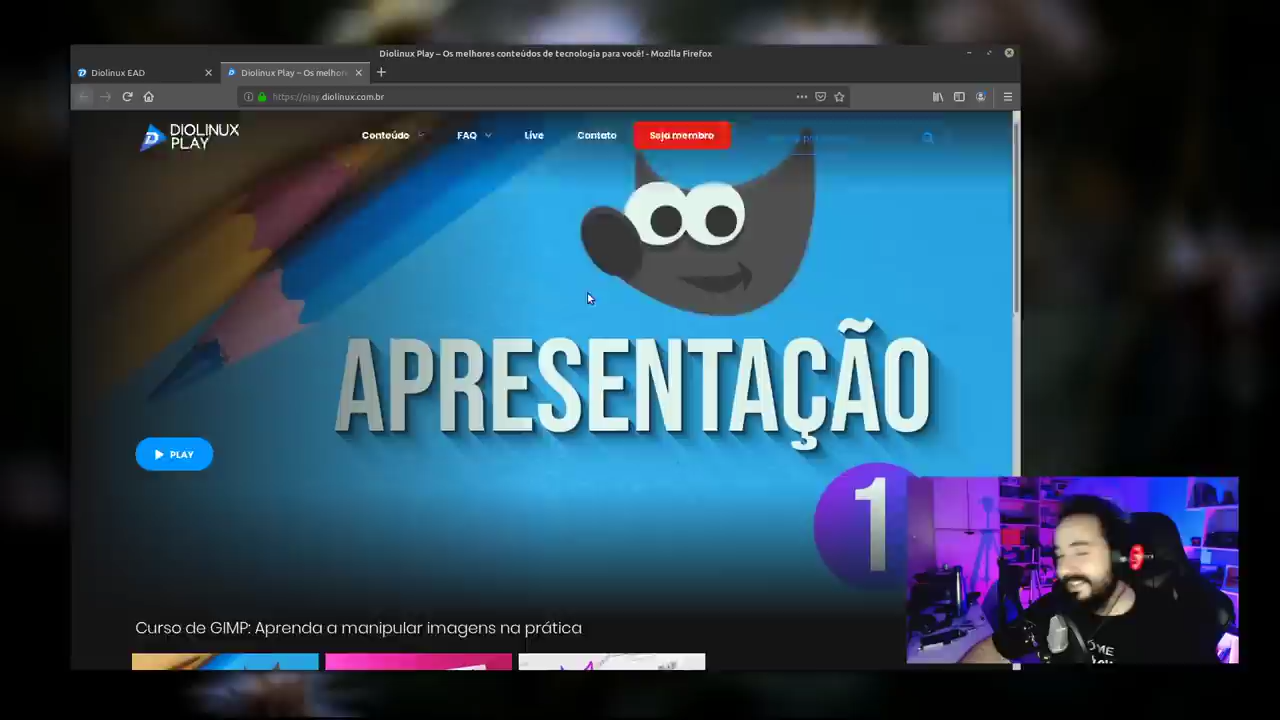 Diolinux Play – Os melhores conteúdos de tecnologia para você! - Mozilla Firefox
Diolinux EAD
Diolinux Play – Os melhore
https://play.diolinux.com.br
DIOLINUX
PLAY
Conteúdo
FAQ
Live
Contato
Seja membro
APRESENTAÇÃO
PLAY
1
Curso de GIMP: Aprenda a manipular imagens na prática